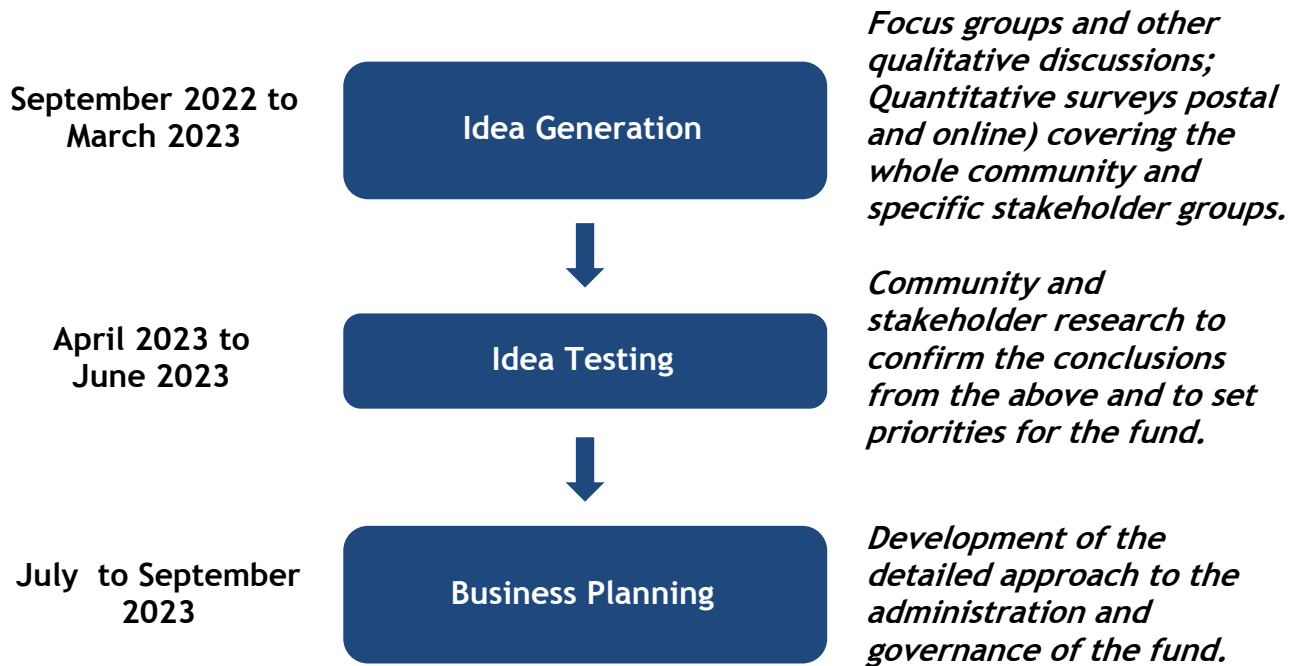 September 2022 to
March 2023
Idea Generation
Focus groups and other
qualitative discussions;
Quantitative surveys postal
and online) covering the
whole community and
specific stakeholder groups.
April 2023 to
June 2023
Idea Testing
Community and
stakeholder research to
confirm the conclusions
from the above and to set
priorities for the fund.
July  to September
2023
Business Planning
Development of the
detailed approach to the
administration and
governance of the fund.